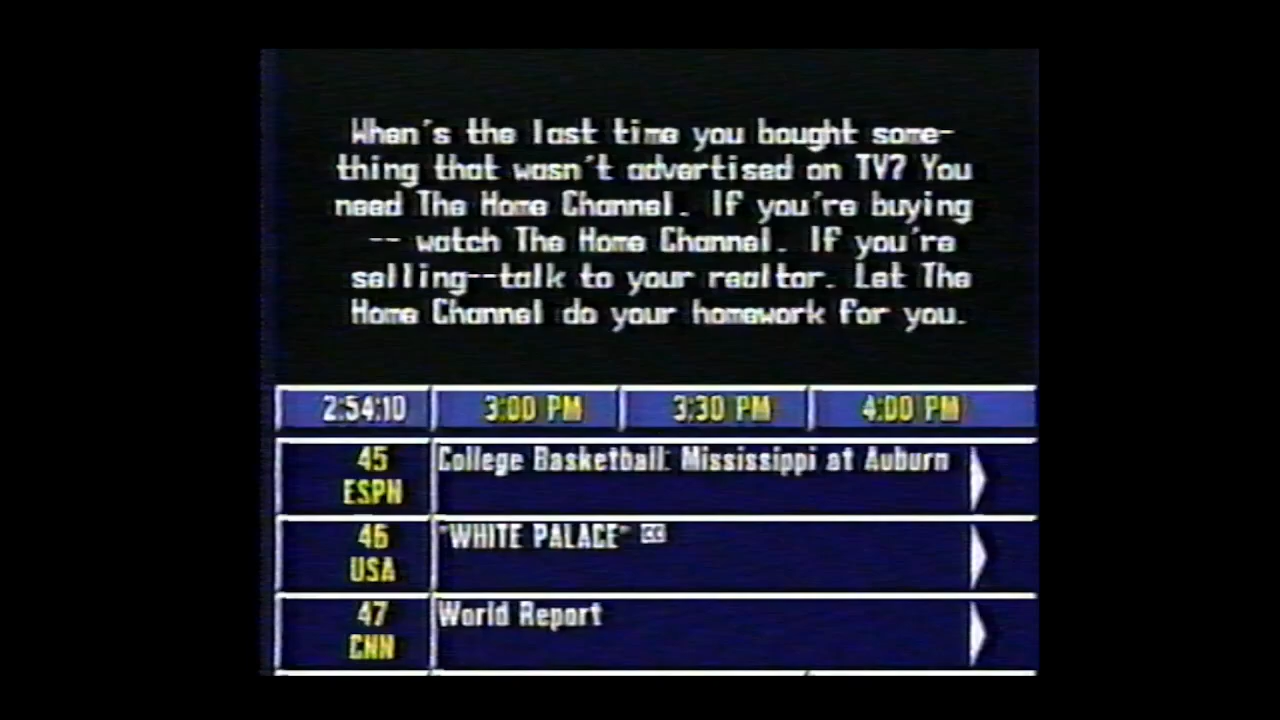 When's the last time you bought some-
thing that wasn't advertised on TV? You
need The Home Channel. If you're buying
-- watch The Home Channel. If you're
selling--talk to your realtor. Let The
Home Channel do your homework for you.
2:54:10 3:00 PM 3:30 PM 4:00 PM
45 College Basketball: Mississippi at Auburn
ESPN
46 "WHITE PALACE" CC
USA
47 World Report
CNN